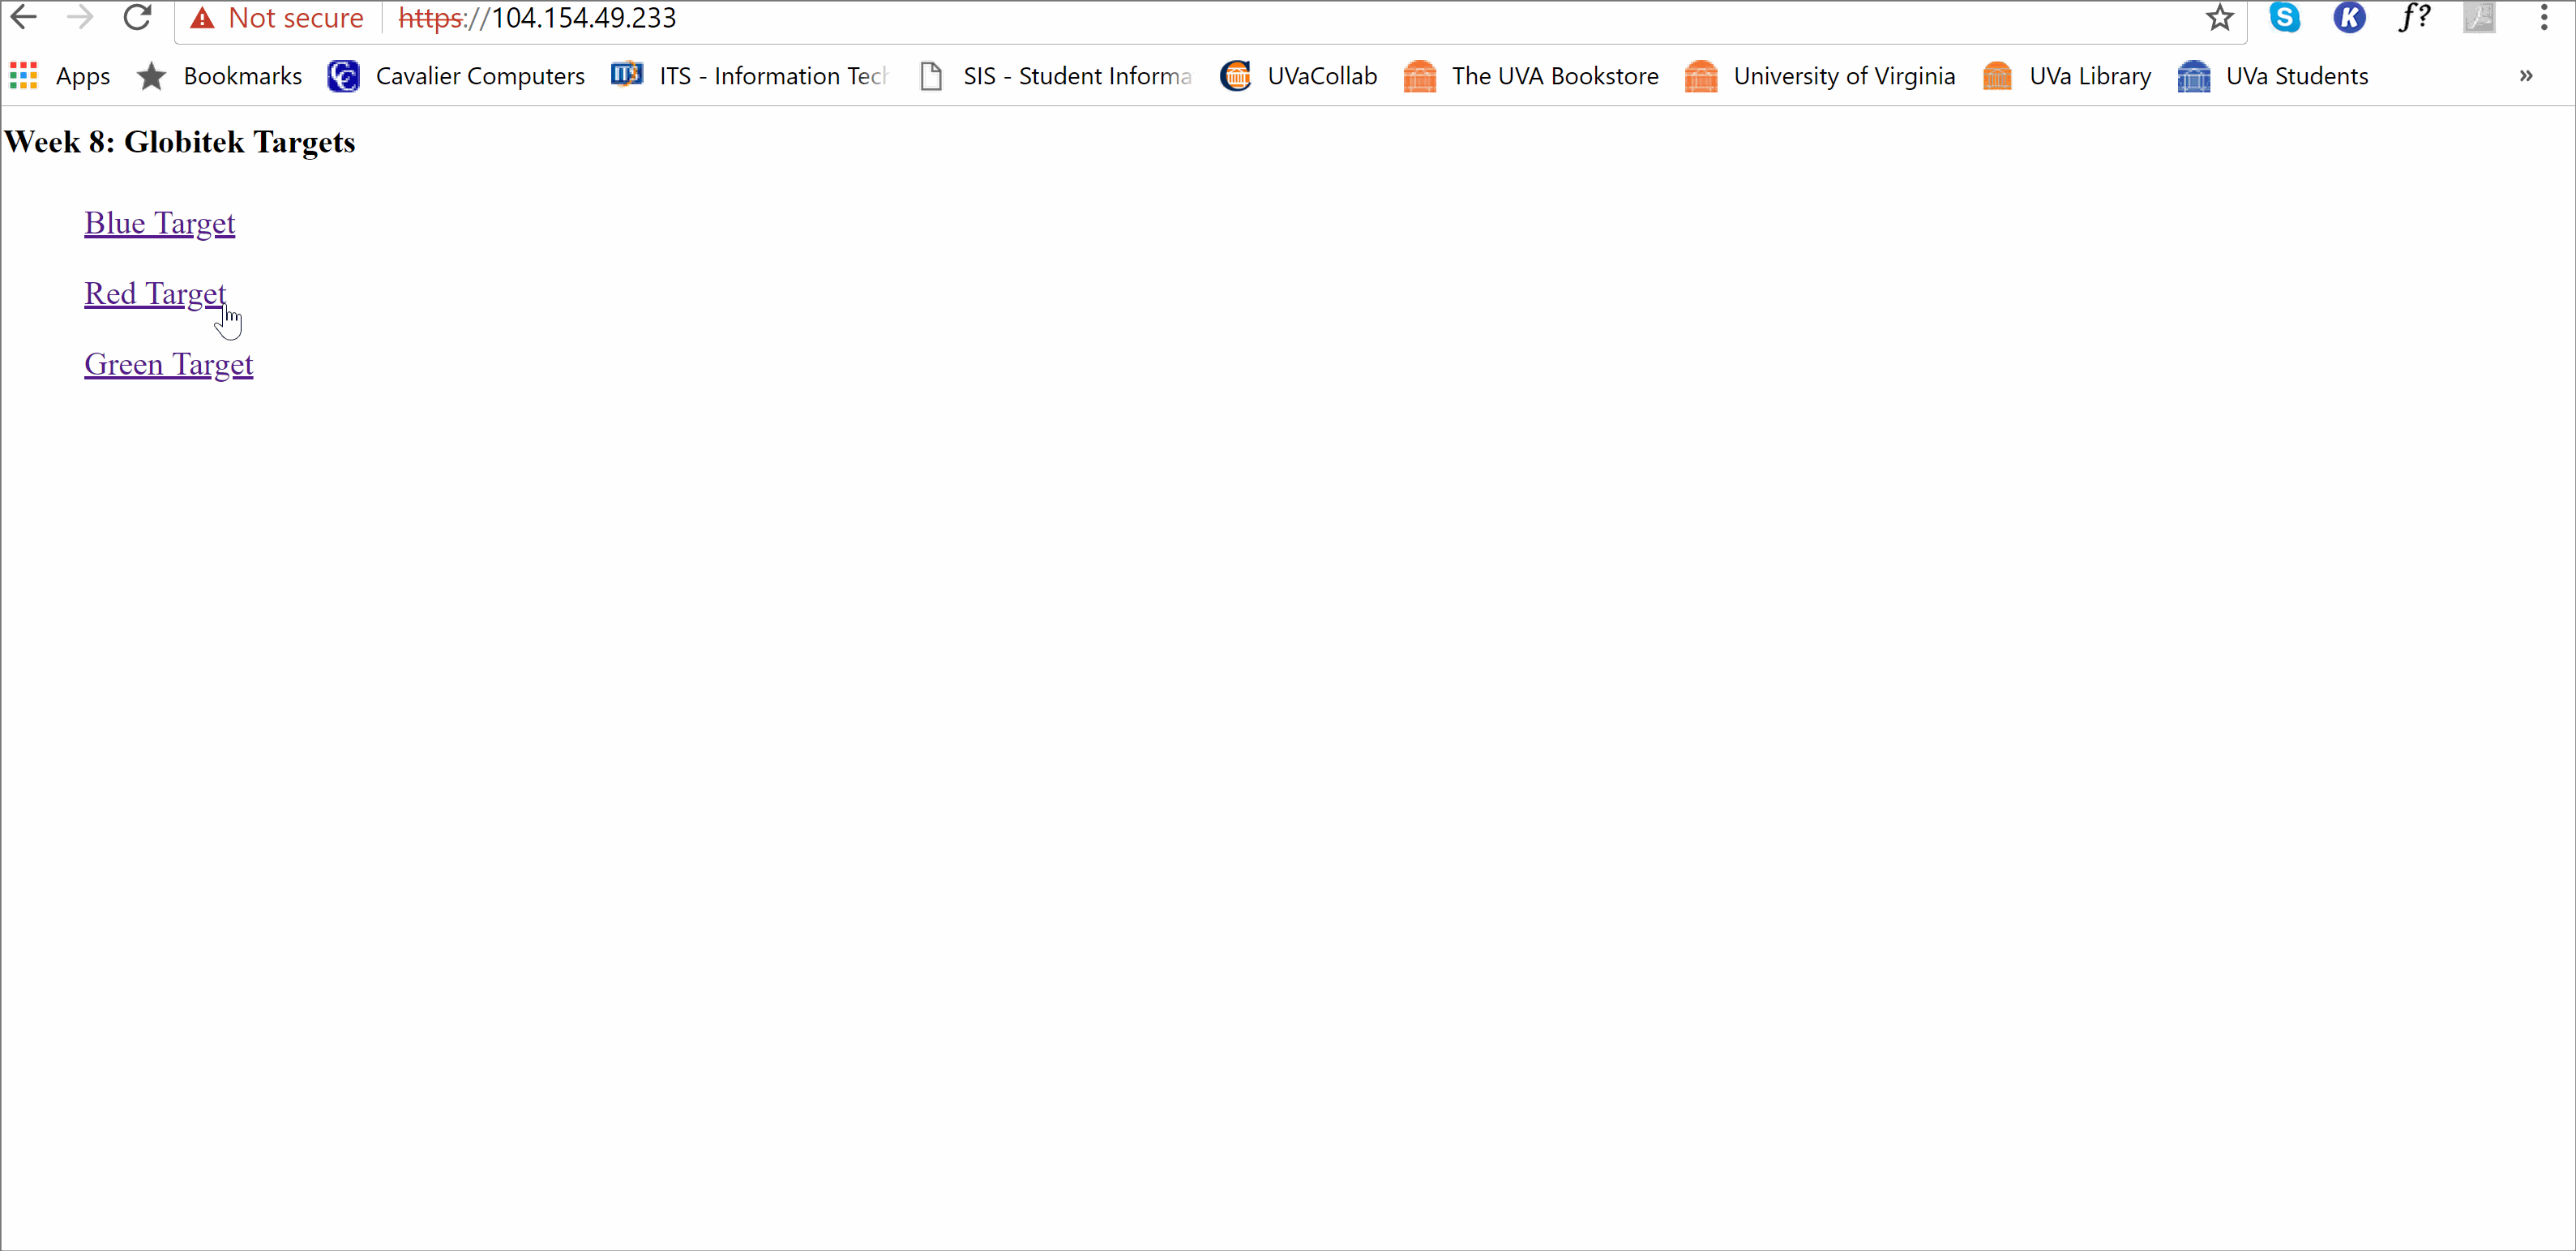 Not secure https://104.154.49.233
Apps Bookmarks Cavalier Computers ITS - Information Tech SIS - Student Informa UVaCollab The UVA Bookstore University of Virginia UVa Library UVa Students »
Week 8: Globitek Targets
Blue Target
Red Target
Green Target